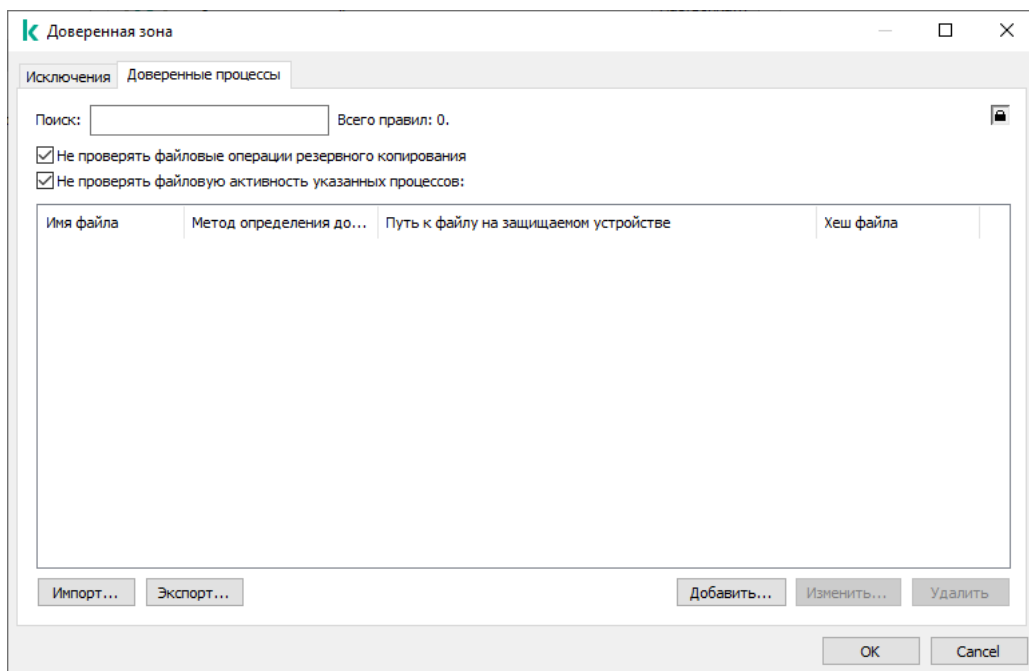 Доверенная зона
Исключения Доверенные процессы
Поиск: Всего правил: 0.
Не проверять файловые операции резервного копирования
Не проверять файловую активность указанных процессов:
Имя файла Метод определения до... Путь к файлу на защищаемом устройстве Хеш файла
Импорт... Экспорт... Добавить... Изменить... Удалить
OK Cancel